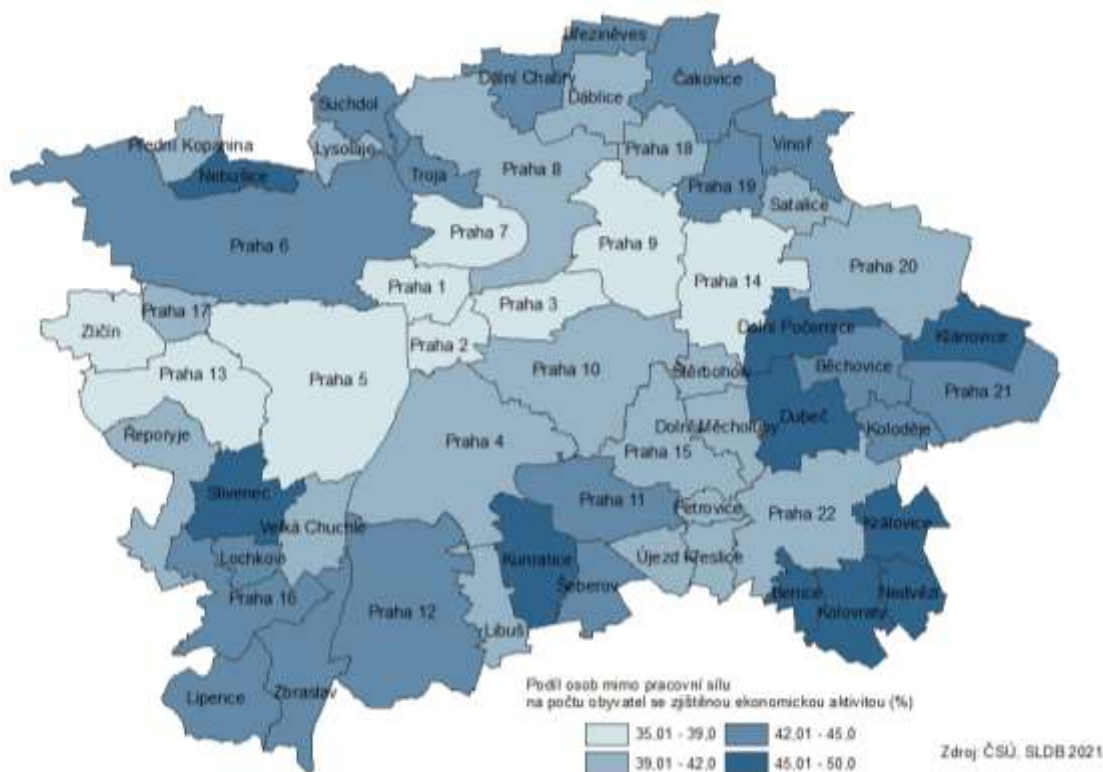 Březiněves
Dolní Chabry
Ďáblice
Čakovice
Suchdol
Přední Kopanina
Lysolaje
Nebušice
Troja
Praha 8
Praha 18
Vinoř
Praha 19
Satalice
Praha 6
Praha 7
Praha 9
Praha 20
Praha 1
Praha 3
Praha 14
Praha 17
Zličín
Praha 2
Dolní Počernice
Klánovice
Praha 13
Praha 5
Praha 10
Štěrboholy
Běchovice
Praha 21
Řeporyje
Praha 4
Dolní Měcholupy
Dubeč
Koloděje
Praha 15
Slivenec
Praha 11
Petrovice
Praha 22
Královice
Velká Chuchle
Lochkov
Kunratice
Šeberov
Újezd
Křeslice
Benice
Kolovraty
Nedvězí
Praha 16
Praha 12
Libuš
Lipence
Zbraslav
Podíl osob mimo pracovní sílu
na počtu obyvatel se zjištěnou ekonomickou aktivitou (%)
35,01 - 39,0
42,01 - 45,0
39,01 - 42,0
45,01 - 50,0
Zdroj: ČSÚ, SLDB 2021